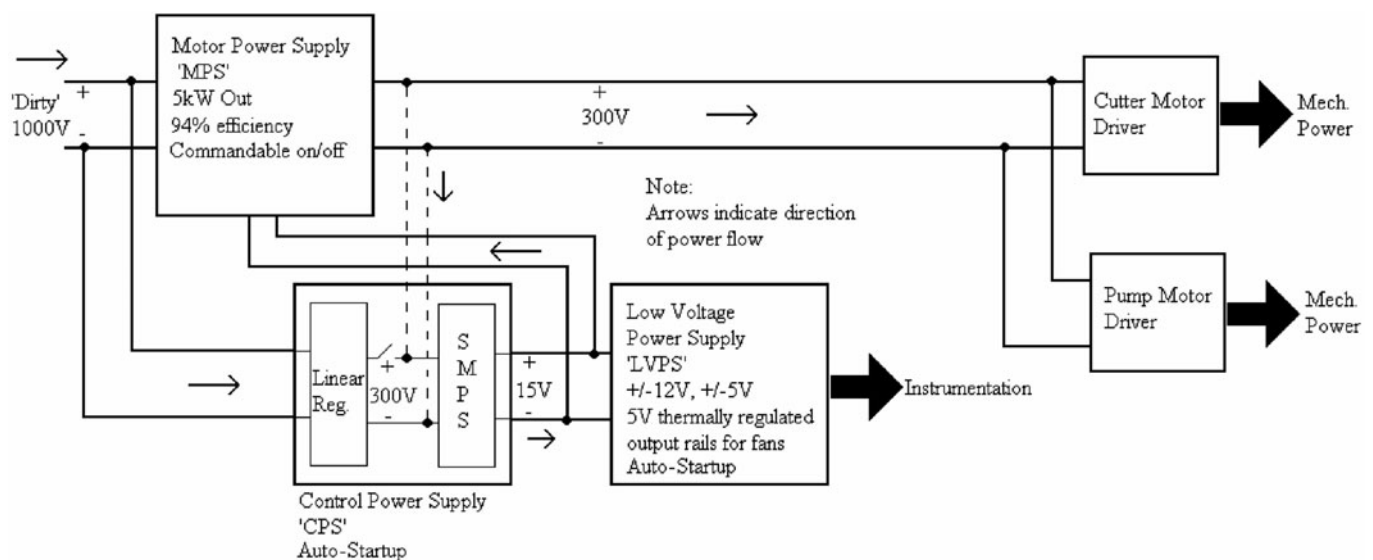 'Dirty'
1000V
+
-
Motor Power Supply
'MPS'
5kW Out
94% efficiency
Commandable on/off
+
300V
-
Note:
Arrows indicate direction
of power flow
Cutter Motor
Driver
Mech.
Power
Pump Motor
Driver
Mech.
Power
Linear
Reg.
+
300V
-
S
M
P
S
+
15V
-
Control Power Supply
'CPS'
Auto-Startup
Low Voltage
Power Supply
'LVPS'
+/-12V, +/-5V
5V thermally regulated
output rails for fans
Auto-Startup
Instrumentation